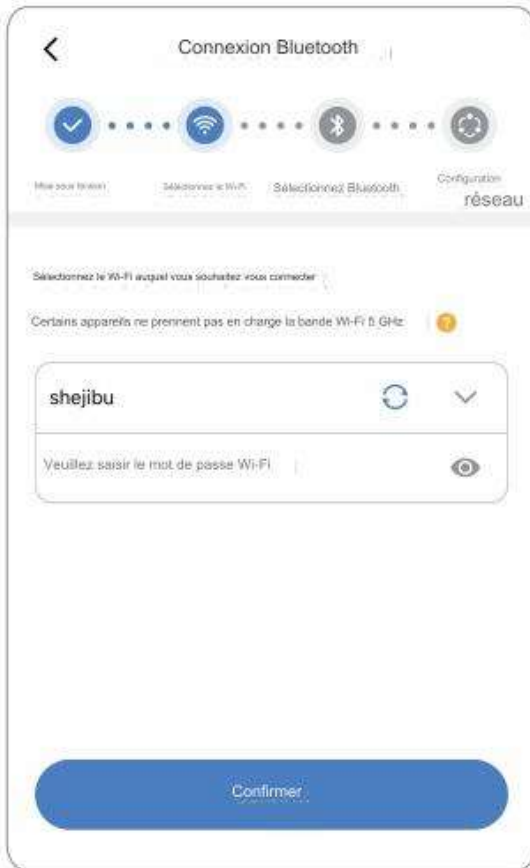 Connexion Bluetooth
Mise sous tension
Sélectionnez le Wi-Fi
Sélectionnez Bluetooth
Configuration
réseau
Sélectionnez le Wi-Fi auquel vous souhaitez vous connecter
Certains appareils ne prennent pas en charge la bande Wi-Fi 5 GHz
?
shejibu
Veuillez saisir le mot de passe Wi-Fi
Confirmer